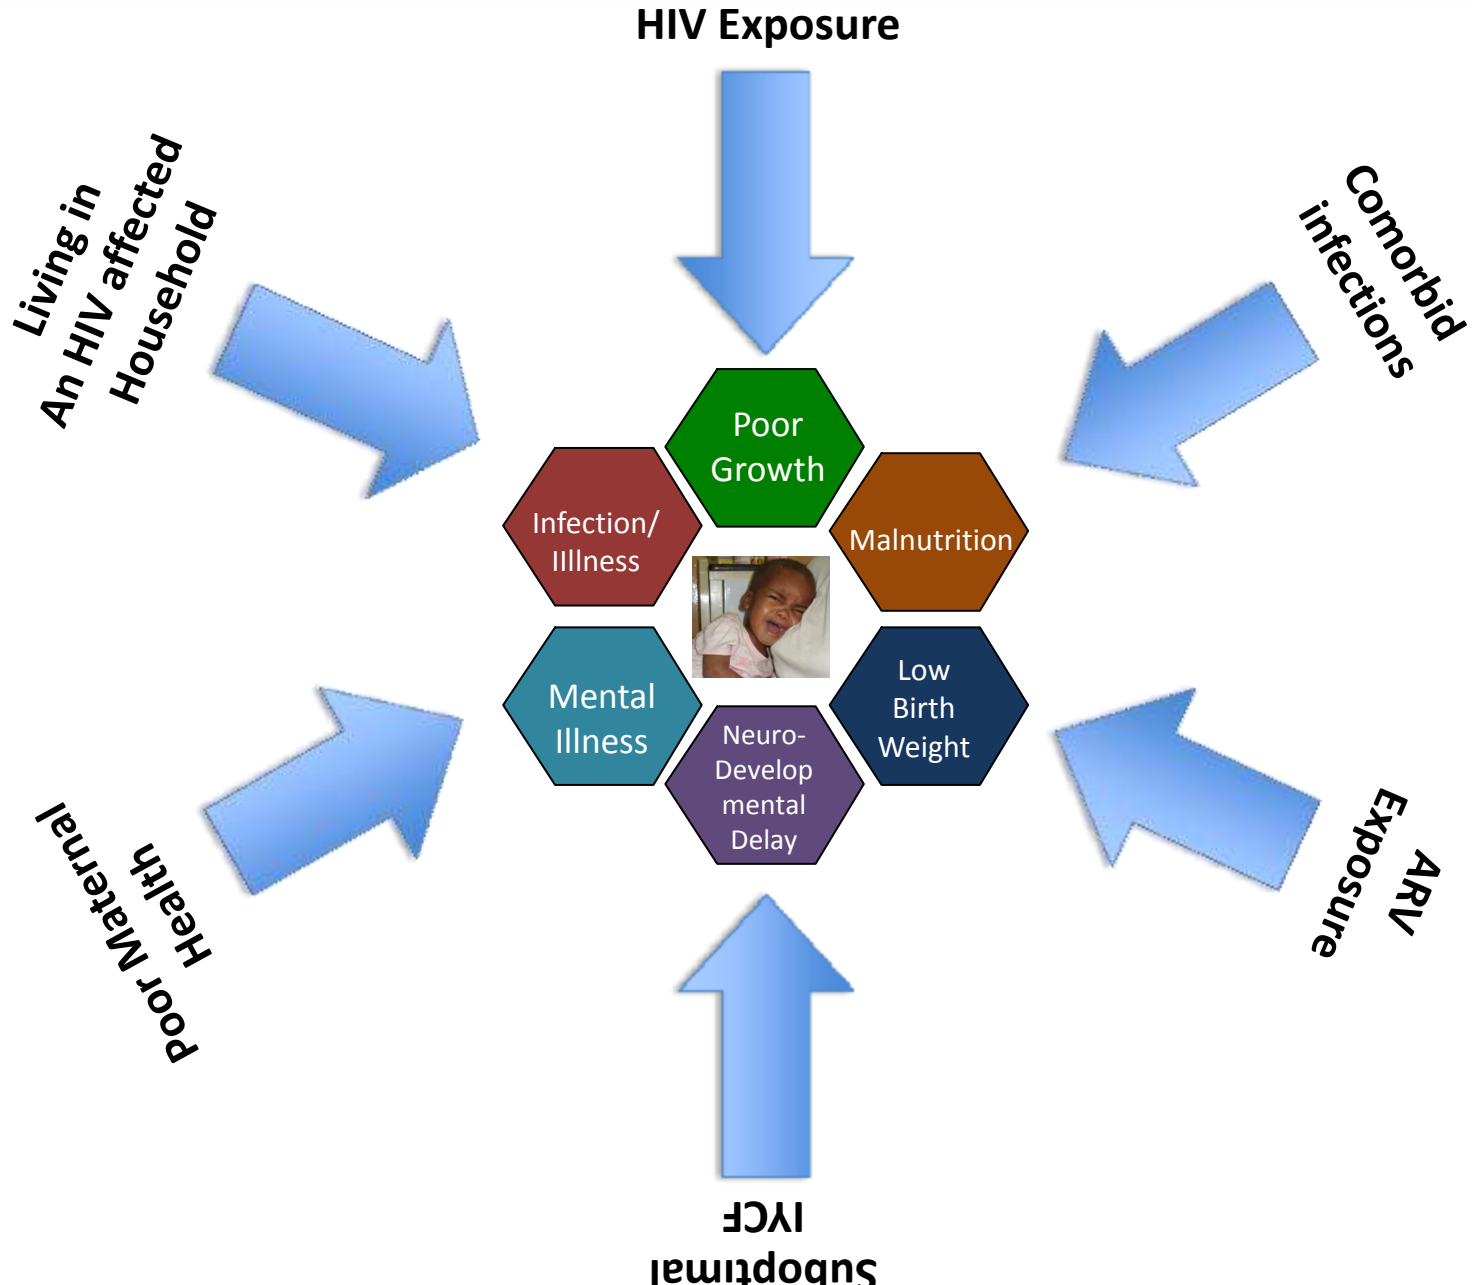 HIV Exposure
Comorbid
infections
ARV
Exposure
Suboptimal
IYCF
Poor Maternal
Health
Living in
An HIV affected
Household
Poor
Growth
Malnutrition
Low
Birth
Weight
Neuro-
Develop
mental
Delay
Mental
Illness
Infection/
IIllness